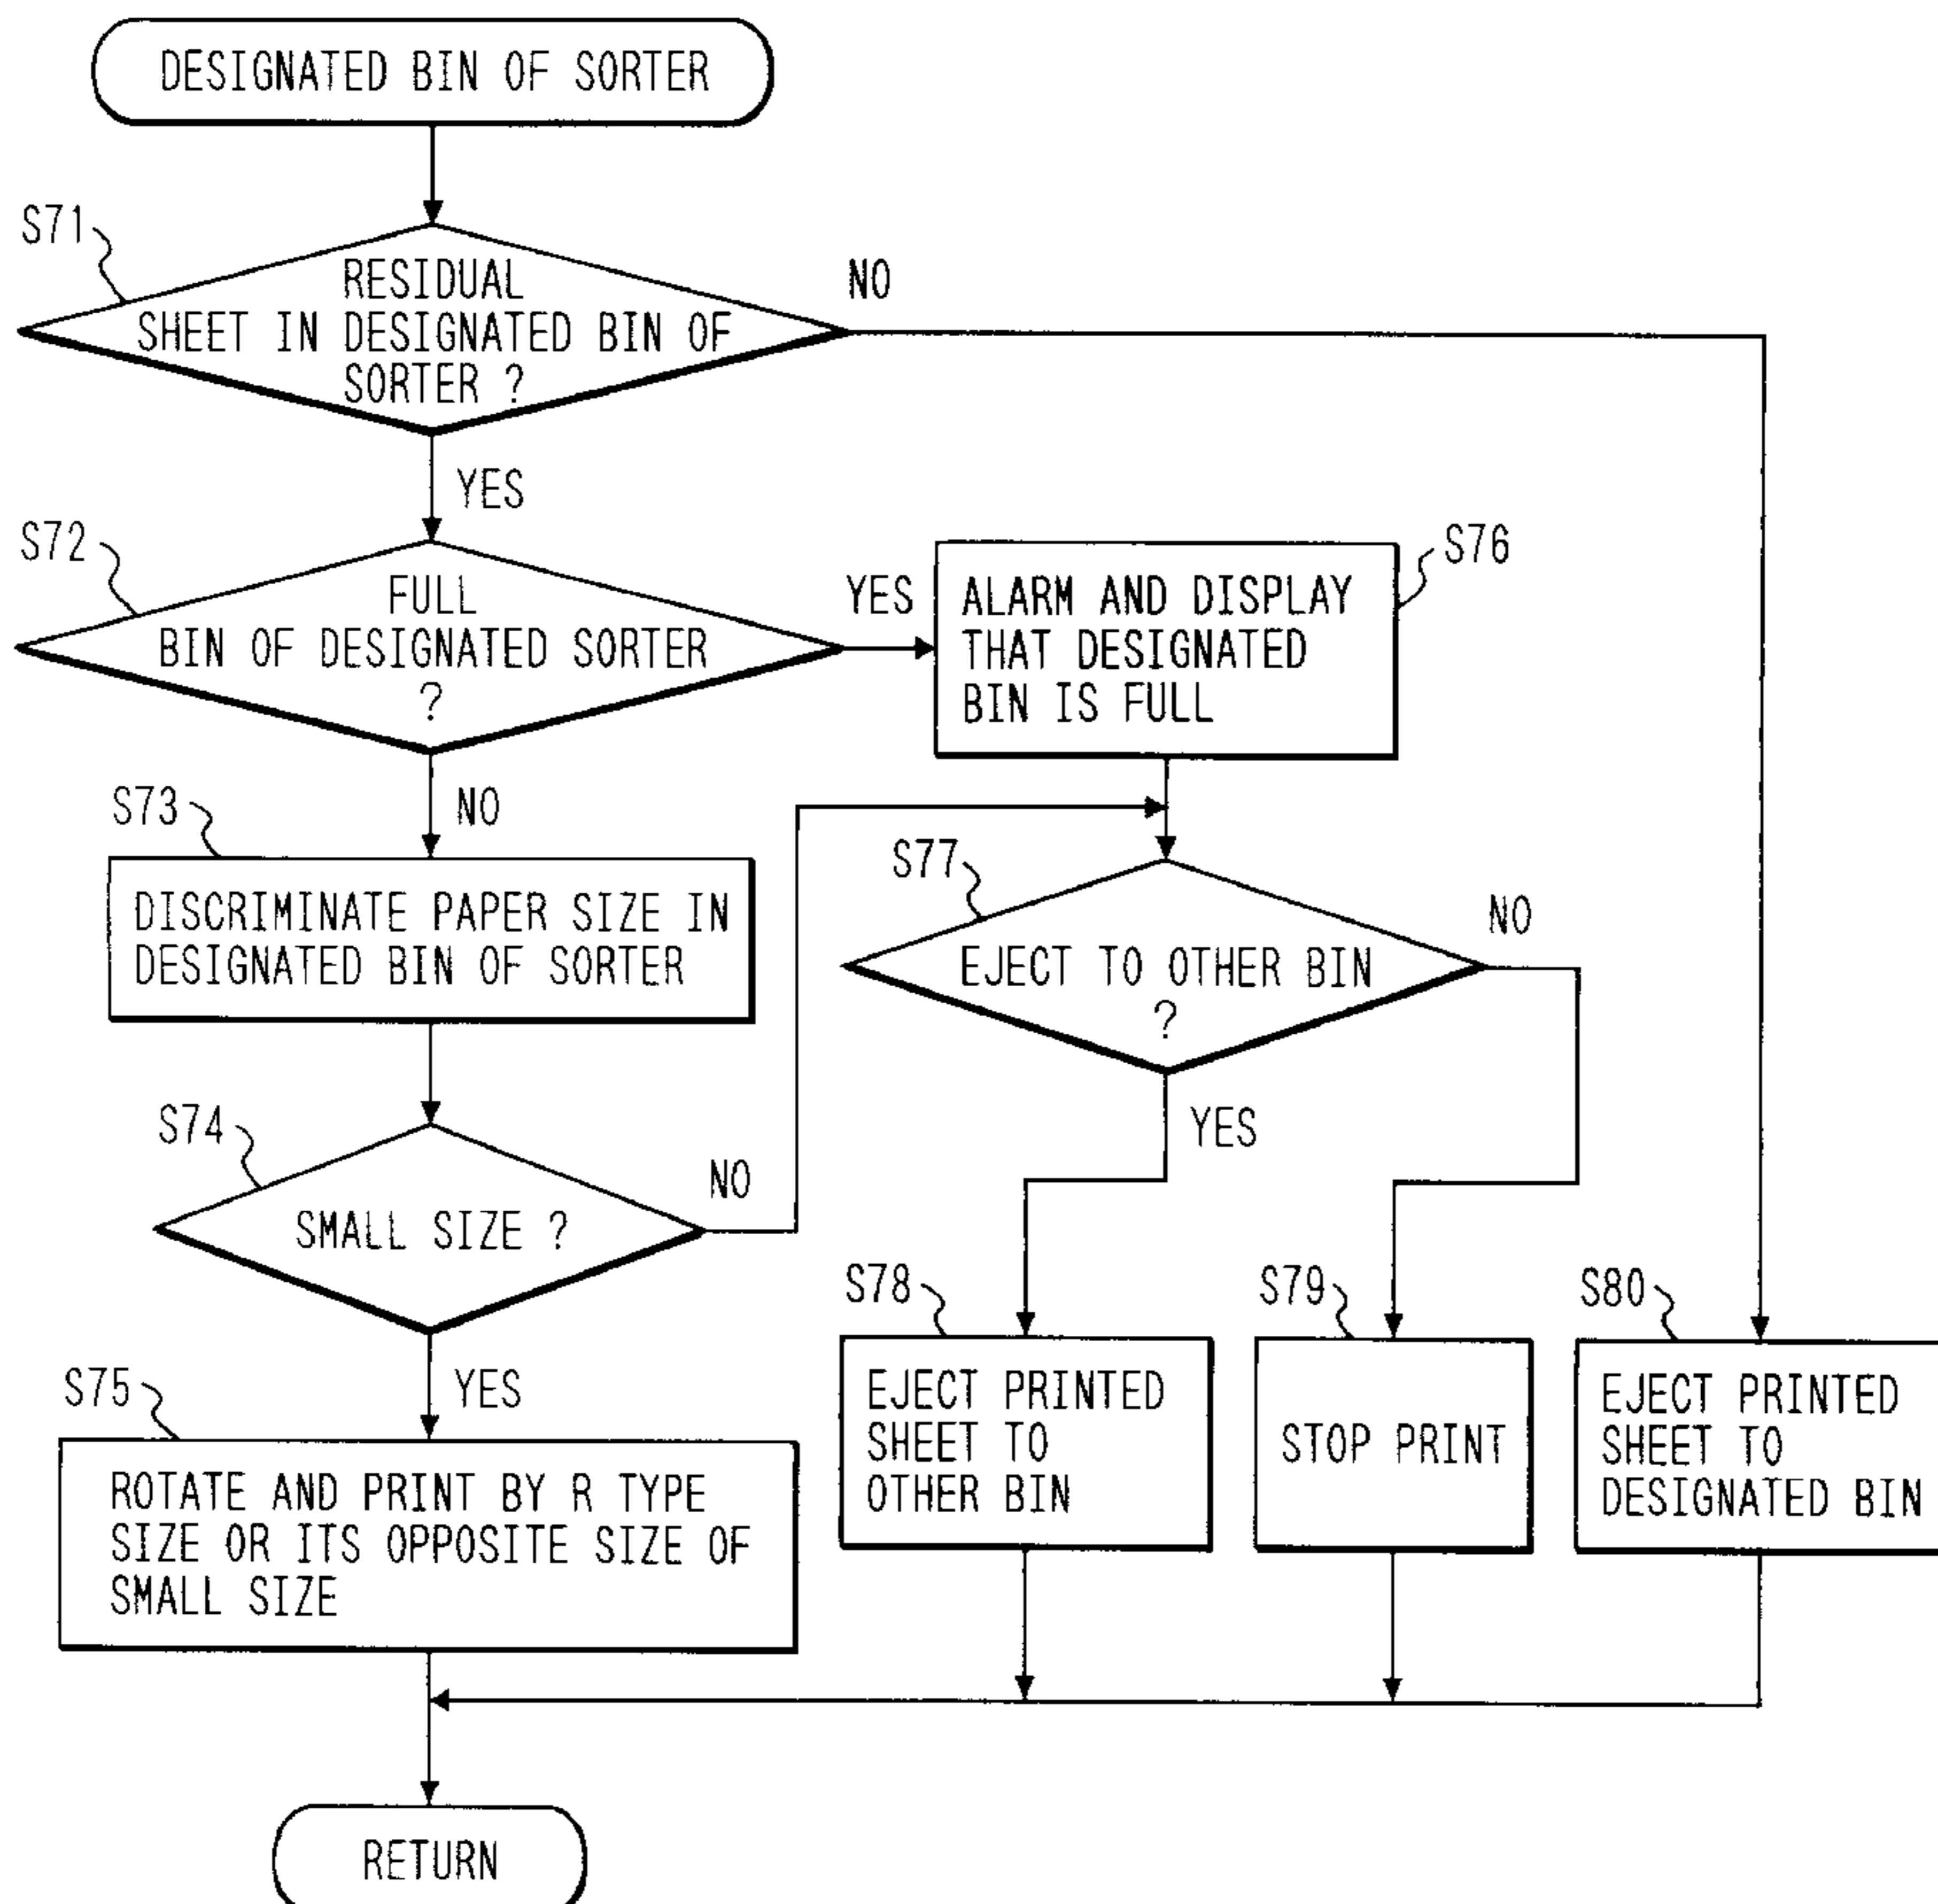 DESIGNATED BIN OF SORTER
S71
RESIDUAL
SHEET IN DESIGNATED BIN OF
SORTER ?
NO
YES
S72
FULL
BIN OF DESIGNATED SORTER
?
YES
S76
ALARM AND DISPLAY
THAT DESIGNATED
BIN IS FULL
NO
S73
DISCRIMINATE PAPER SIZE IN
DESIGNATED BIN OF SORTER
S77
EJECT TO OTHER BIN
?
NO
YES
S74
SMALL SIZE ?
NO
YES
S75
ROTATE AND PRINT BY R TYPE
SIZE OR ITS OPPOSITE SIZE OF
SMALL SIZE
S78
EJECT PRINTED
SHEET TO
OTHER BIN
S79
STOP PRINT
S80
EJECT PRINTED
SHEET TO
DESIGNATED BIN
RETURN